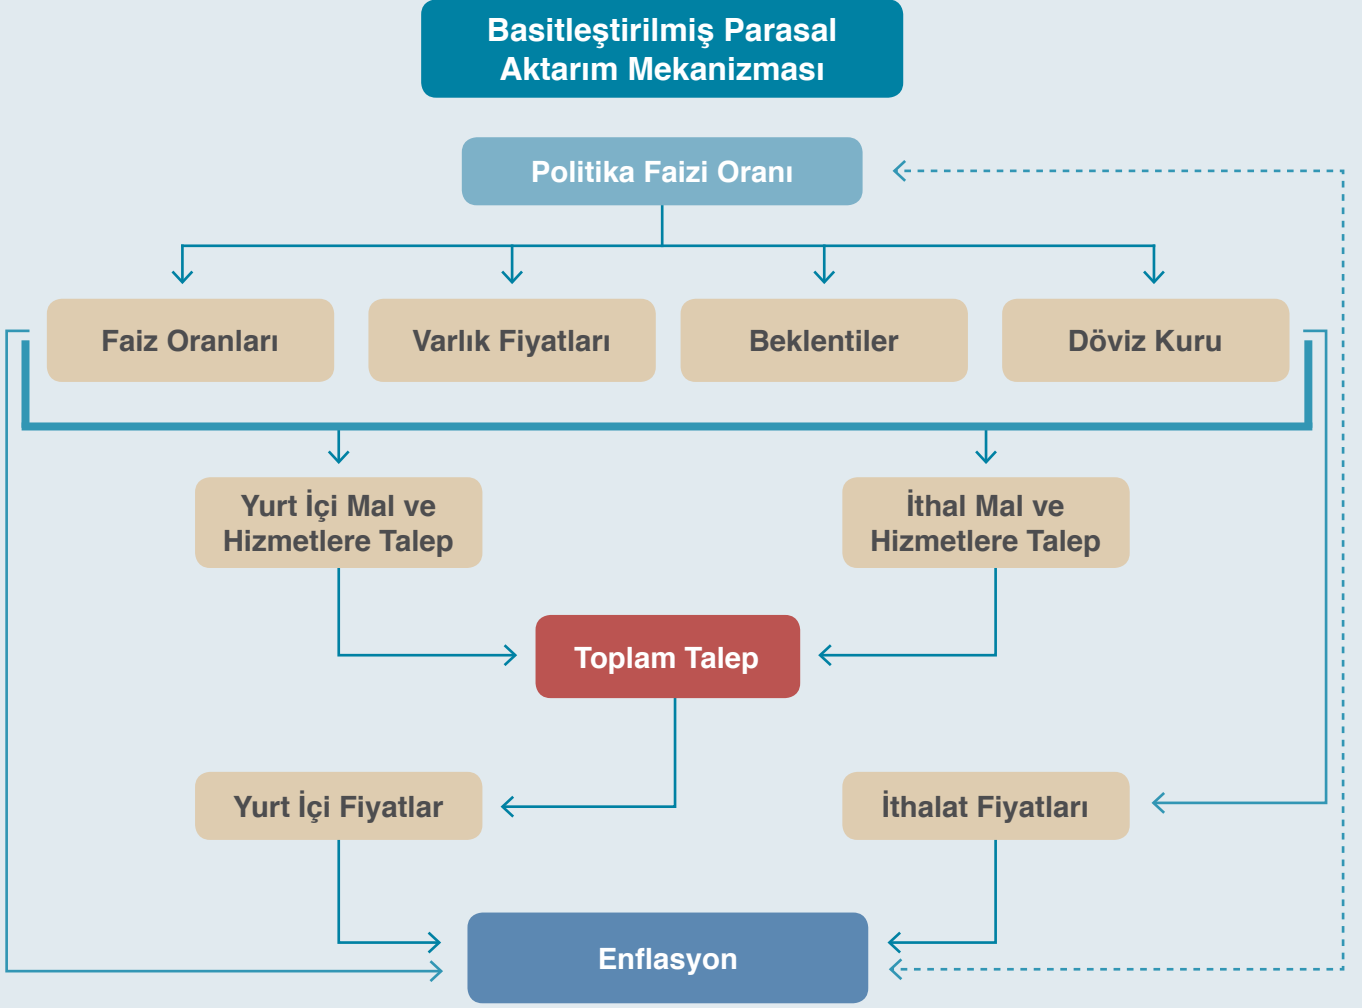 Basitleştirilmiş Parasal
Aktarım Mekanizması
Politika Faizi Oranı
Faiz Oranları
Varlık Fiyatları
Beklentiler
Döviz Kuru
Yurt İçi Mal ve
Hizmetlere Talep
İthal Mal ve
Hizmetlere Talep
Toplam Talep
Yurt İçi Fiyatlar
İthalat Fiyatları
Enflasyon